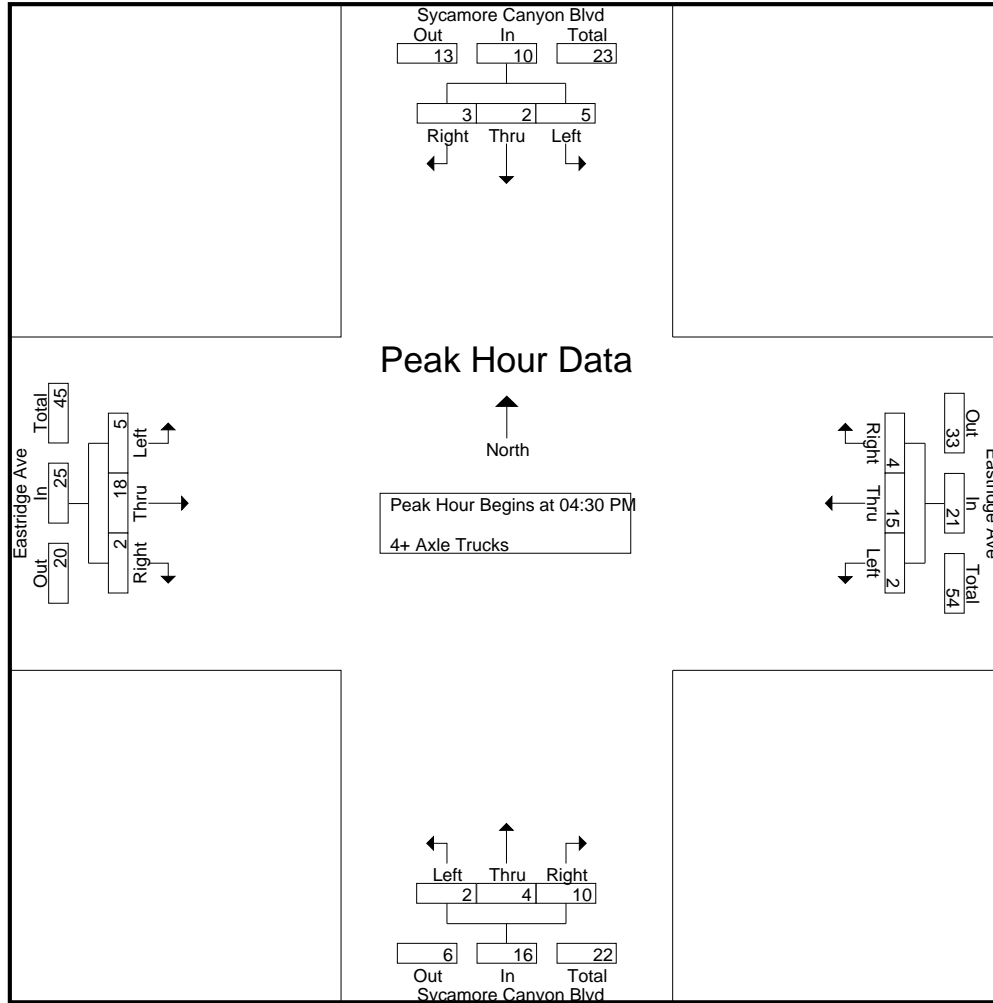 Sycamore Canyon Blvd
Out In Total
13 10 23
3 2 5
Right Thru Left
Peak Hour Data
North
Peak Hour Begins at 04:30 PM
4+ Axle Trucks
Eastridge Ave
Total In Out
45 25 20
5 18 2
Left Thru Right
Right Thru Left
4 15 2
Out In Total
33 21 54
Eastridge Ave
Left Thru Right
2 4 10
6 16 22
Out In Total
Sycamore Canyon Blvd